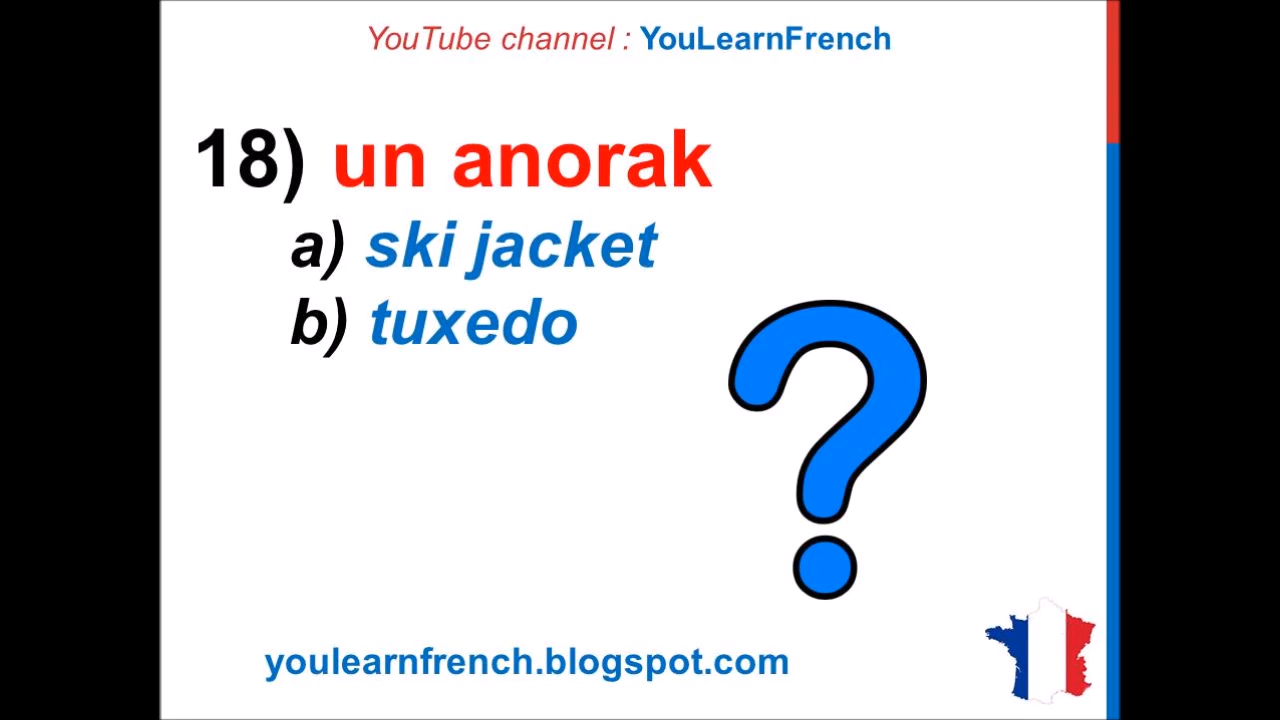 YouTube channel : YouLearnFrench
18) un anorak
a) ski jacket
b) tuxedo
?
youlearnfrench.blogspot.com